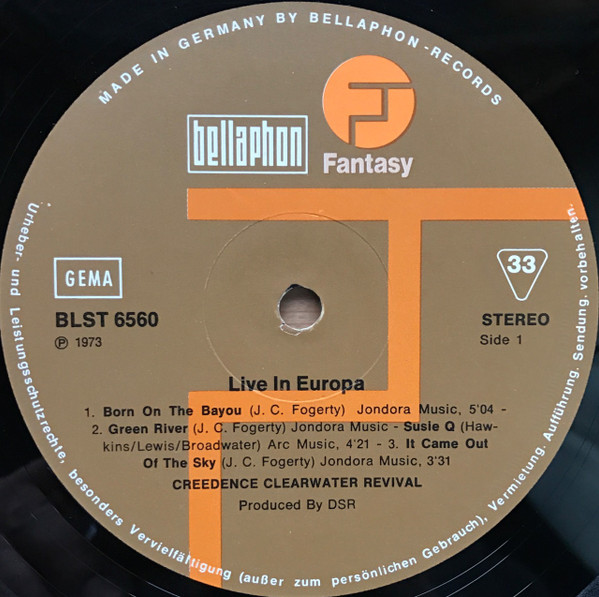 MADE IN GERMANY BY BELLAPHON-RECORDS
bellaphon
Fantasy
GEMA
33
BLST 6560
STEREO
℗ 1973
Side 1
Live In Europa
1. Born On The Bayou (J. C. Fogerty) Jondora Music, 5'04 -
2. Green River (J. C. Fogerty) Jondora Music - Susie Q (Haw-
kins/Lewis/Broadwater) Arc Music, 4'21 - 3. It Came Out
Of The Sky (J. C. Fogerty) Jondora Music, 3'31
CREEDENCE CLEARWATER REVIVAL
Produced By DSR
Urheber- und Leistungsschutzrechte, besonders Vervielfältigung (außer zum persönlichen Gebrauch), Vermietung. Aufführung. Sendung. vorbehalten.